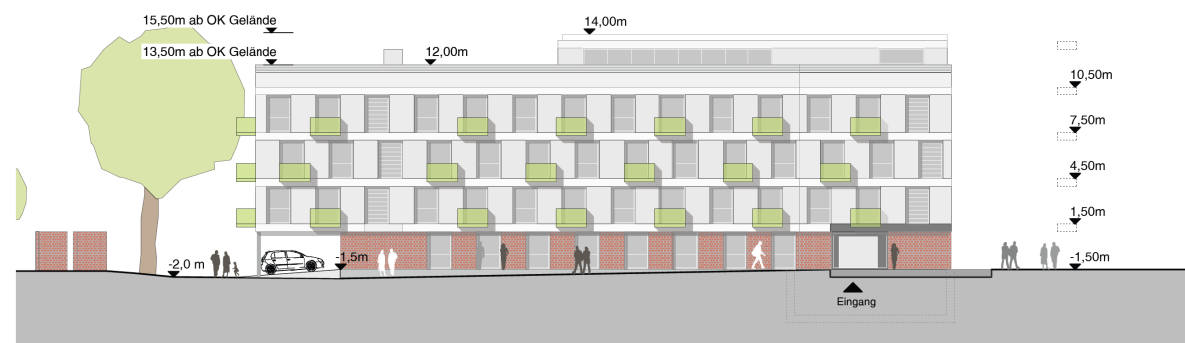 15,50m ab OK Gelände
14,00m
13,50m ab OK Gelände
12,00m
10,50m
7,50m
4,50m
1,50m
-2,0 m
-1,5m
-1,50m
Eingang